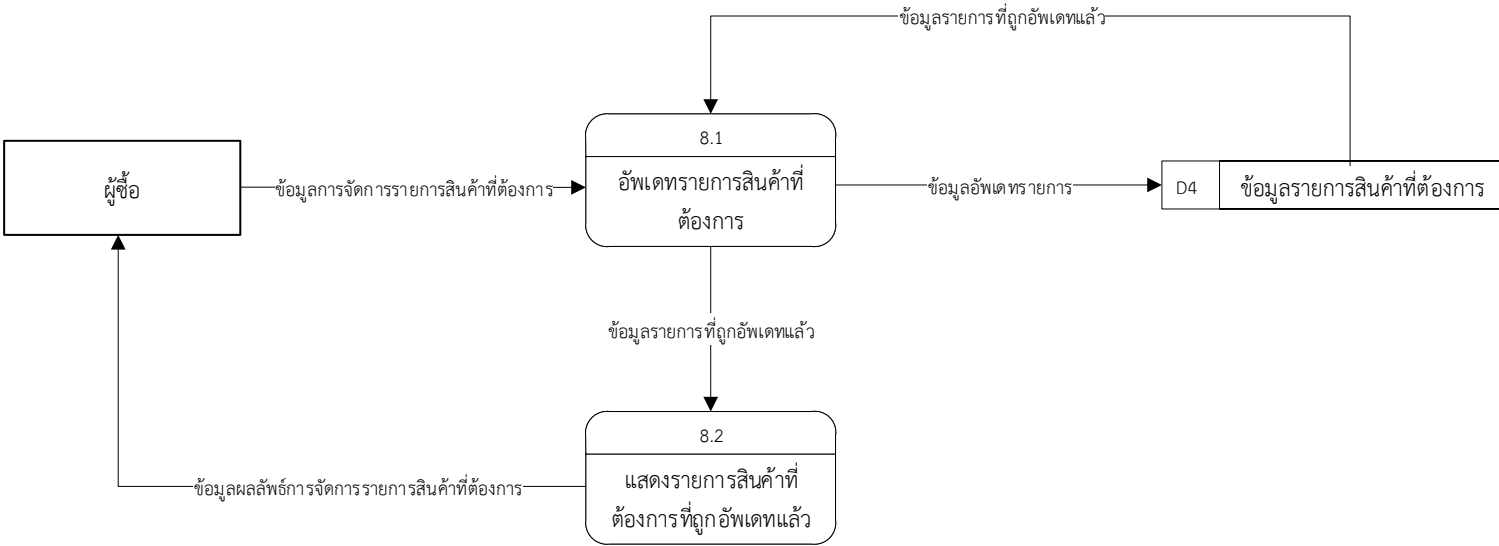 ข้อมูลรายการที่ถูกอัพเดทแล้ว
8.1
ผู้ซื้อ
ข้อมูลการจัดการรายการสินค้าที่ต้องการ
อัพเดทรายการสินค้าที่
ต้องการ
ข้อมูลอัพเดทรายการ
D4
ข้อมูลรายการสินค้าที่ต้องการ
ข้อมูลรายการที่ถูกอัพเดทแล้ว
8.2
แสดงรายการสินค้าที่
ต้องการที่ถูกอัพเดทแล้ว
ข้อมูลผลลัพธ์การจัดการรายการสินค้าที่ต้องการ